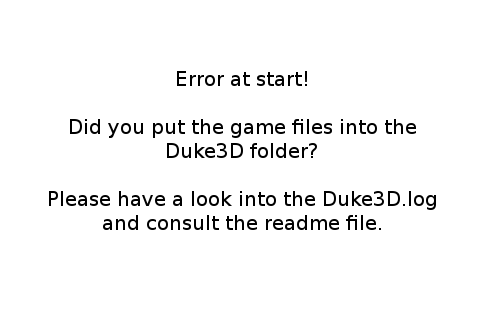 Error at start!
Did you put the game files into the
Duke3D folder?
Please have a look into the Duke3D.log
and consult the readme file.